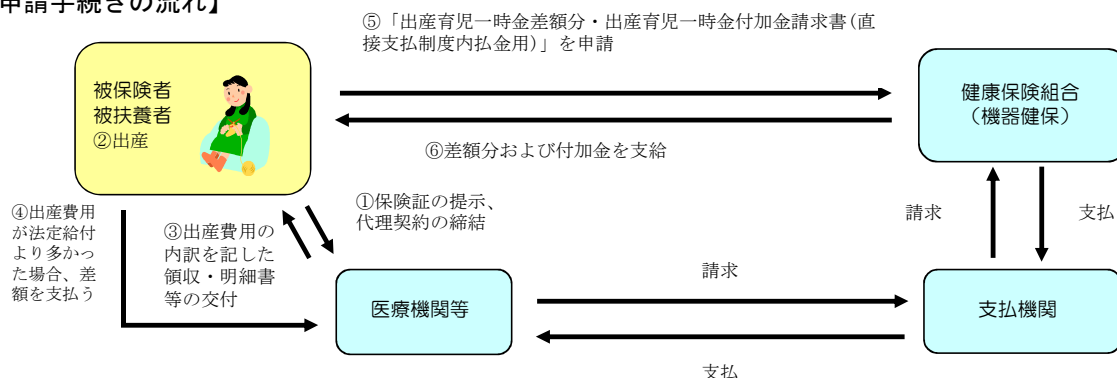 申請手続きの流れ】
⑤「出産育児一時金差額分・出産育児一時金付加金請求書(直
接支払制度内払金用)」を申請
被保険者
被扶養者
②出産
健康保険組合
(機器健保)
⑥差額分および付加金を支給
④出産費用
が法定給付
より多かっ
た場合、差
額を支払う
③出産費用の
内訳を記した
領収・明細書
等の交付
①保険証の提示、
代理契約の締結
請求
支払
医療機関等
請求
支払機関
支払